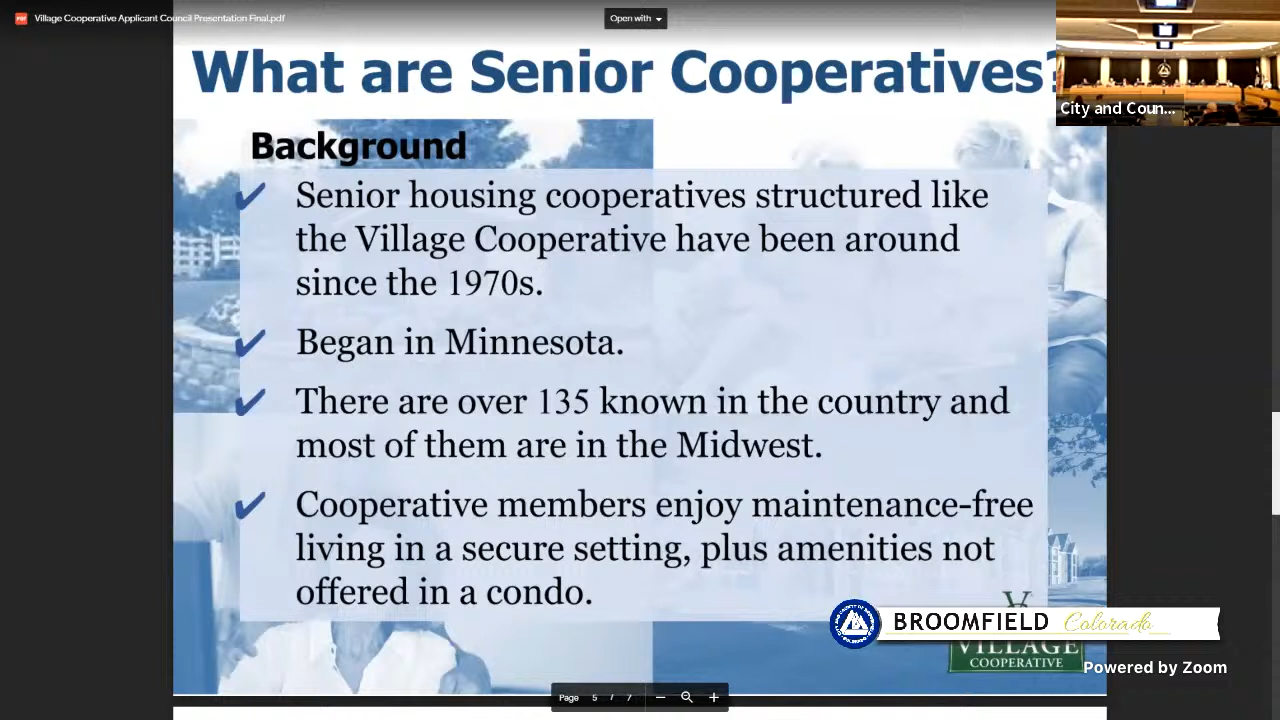 PDF Village Cooperative Applicant Council Presentation Final.pdf
Open with
What are Senior Cooperatives?
City and Coun...
Background
✔ Senior housing cooperatives structured like
the Village Cooperative have been around
since the 1970s.
✔ Began in Minnesota.
✔ There are over 135 known in the country and
most of them are in the Midwest.
✔ Cooperative members enjoy maintenance-free
living in a secure setting, plus amenities not
offered in a condo.
BROOMFIELD Colorado
VILLAGE
COOPERATIVE
Powered by Zoom
Page 5 / 7